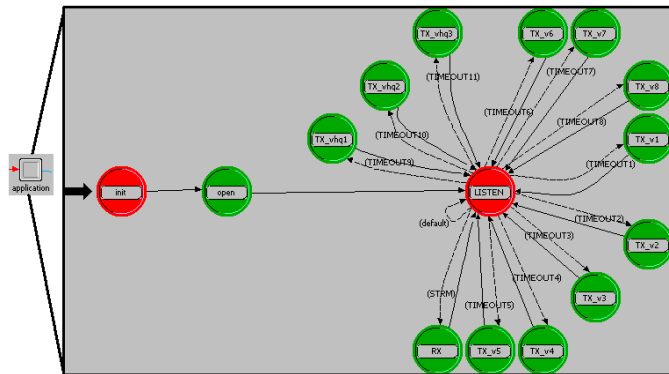 TX_vhq3
TX_v6
TX_v7
(TIMEOUT11)
(TIMEOUT7)
TX_vhq2
TX_v8
(TIMEOUT6)
(TIMEOUT8)
TX_vhq1
(TIMEOUT10)
TX_v1
(TIMEOUT9)
(TIMEOUT1)
application
init
open
LISTEN
(default)
(TIMEOUT2)
(TIMEOUT3)
TX_v2
(STRM)
(TIMEOUT5)
(TIMEOUT4)
TX_v3
RX
TX_v5
TX_v4